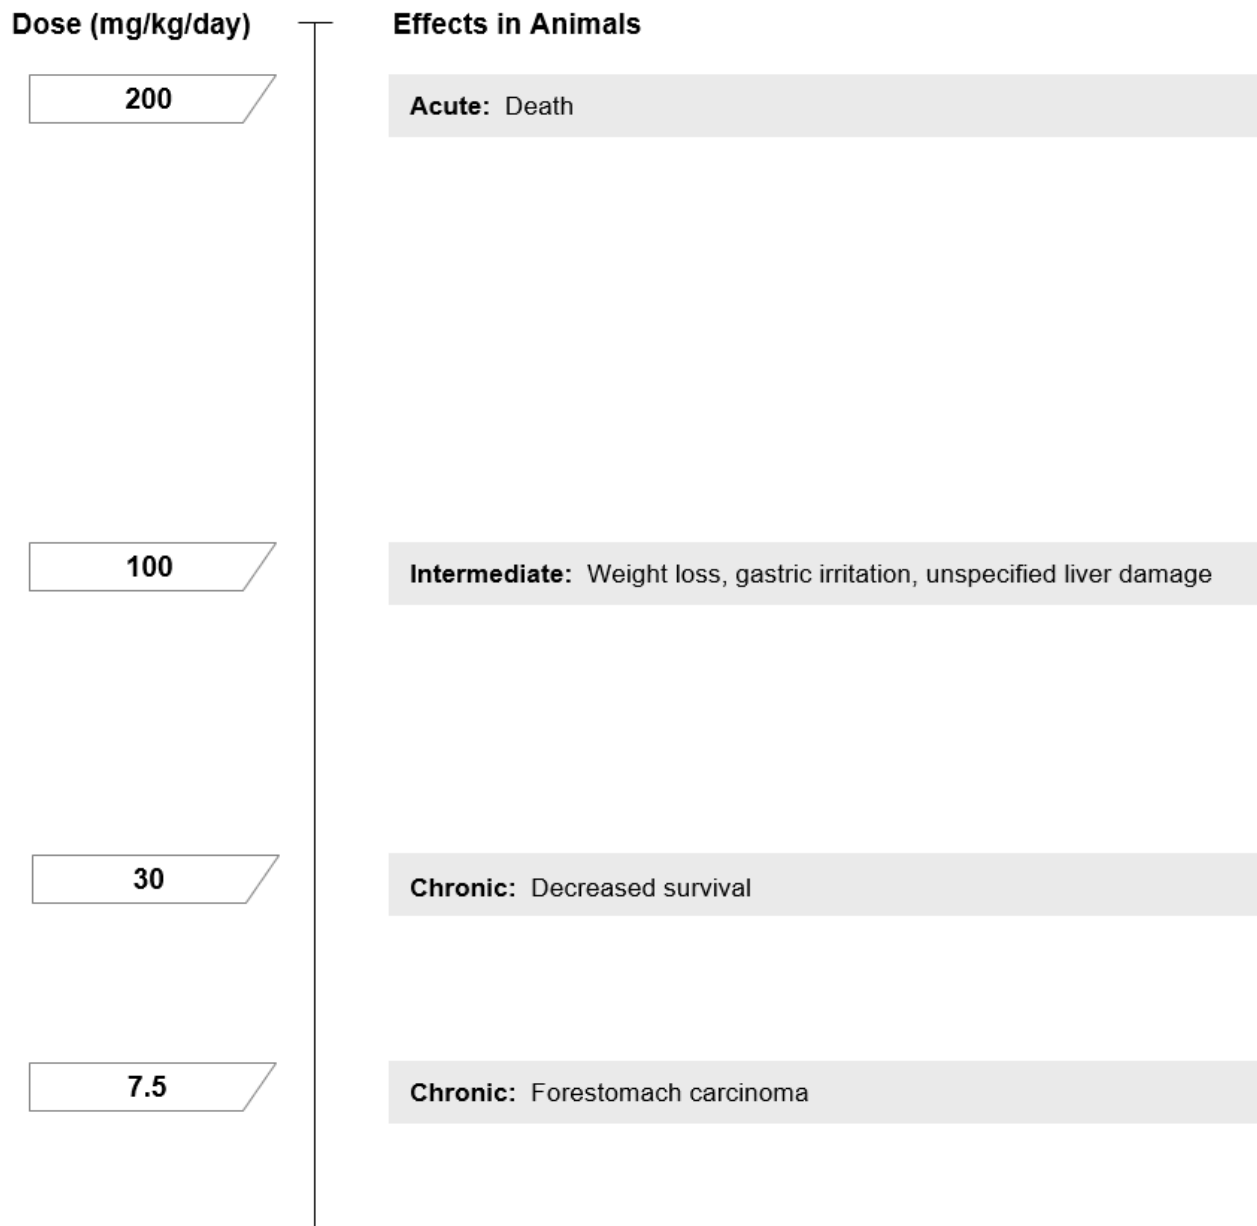 Dose (mg/kg/day) Effects in Animals
200 Acute: Death
100 Intermediate: Weight loss, gastric irritation, unspecified liver damage
30 Chronic: Decreased survival
7.5 Chronic: Forestomach carcinoma